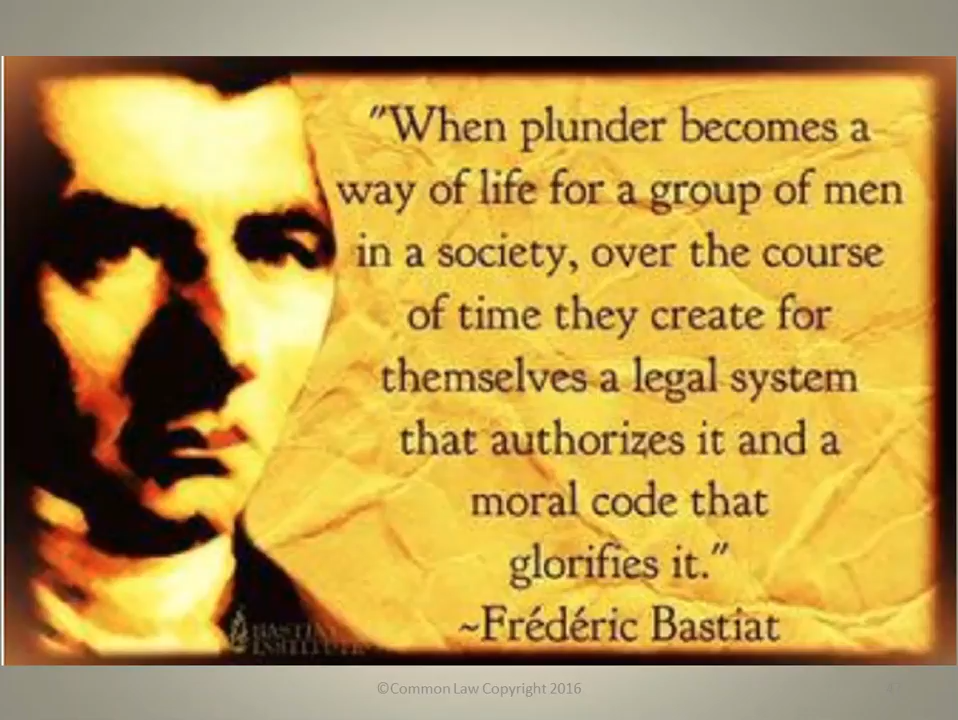 "When plunder becomes a
way of life for a group of men
in a society, over the course
of time they create for
themselves a legal system
that authorizes it and a
moral code that
glorifies it."
~Frédéric Bastiat
BASTIAT
INSTITUTE
©Common Law Copyright 2016